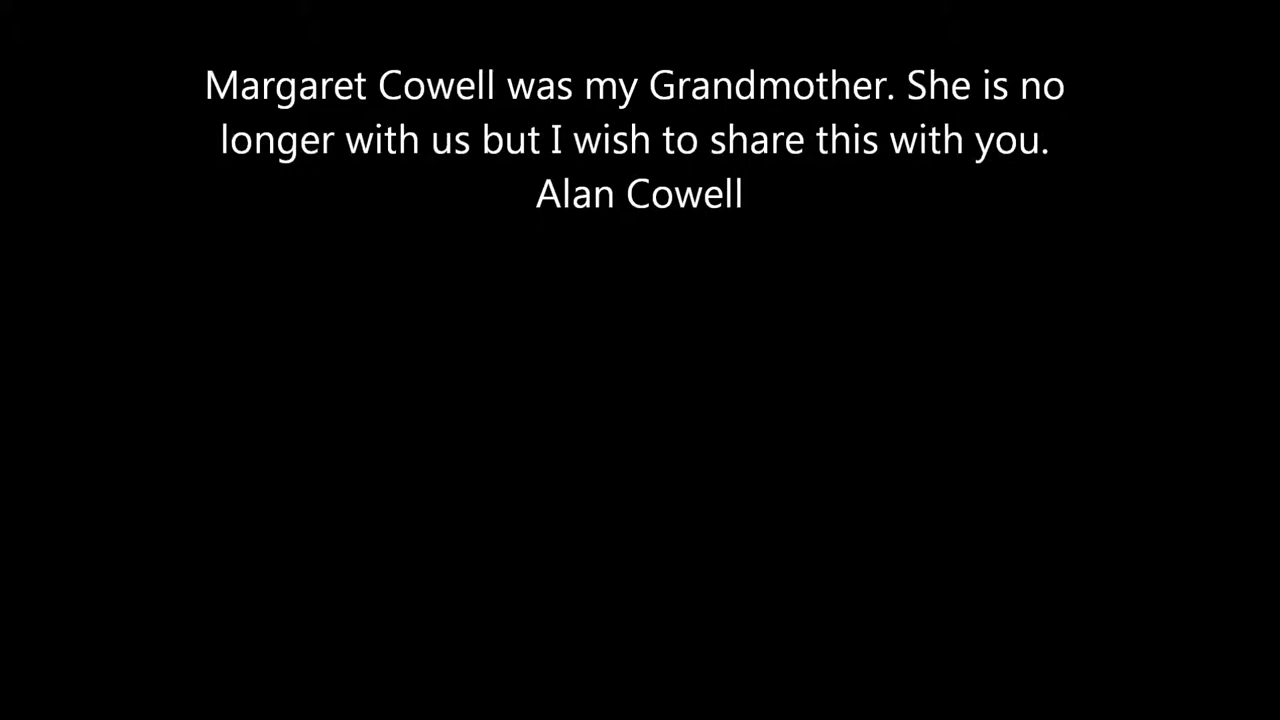 Margaret Cowell was my Grandmother. She is no
longer with us but I wish to share this with you.
Alan Cowell